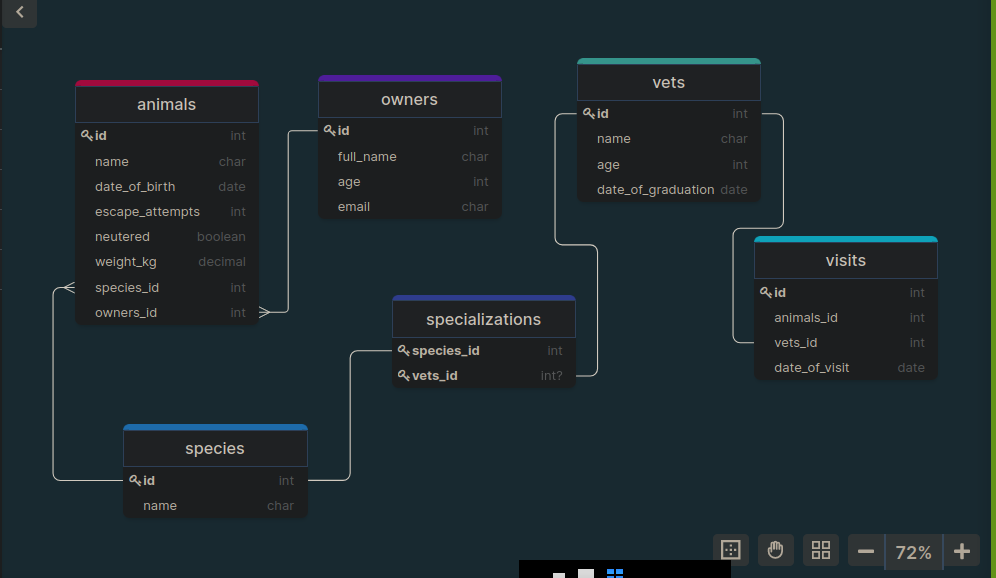 animals
id int
name char
date_of_birth date
escape_attempts int
neutered boolean
weight_kg decimal
species_id int
owners_id int
owners
id int
full_name char
age int
email char
vets
id int
name char
age int
date_of_graduation date
visits
id int
animals_id int
vets_id int
date_of_visit date
specializations
species_id int
vets_id int?
species
id int
name char
72%